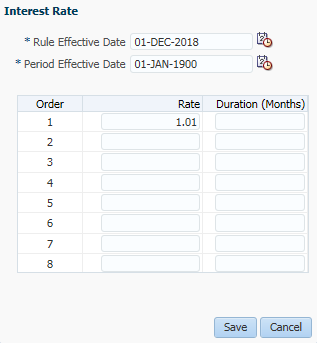 Interest Rate
* Rule Effective Date 01-DEC-2018
* Period Effective Date 01-JAN-1900
Order Rate Duration (Months)
1 1.01
2
3
4
5
6
7
8
Save Cancel